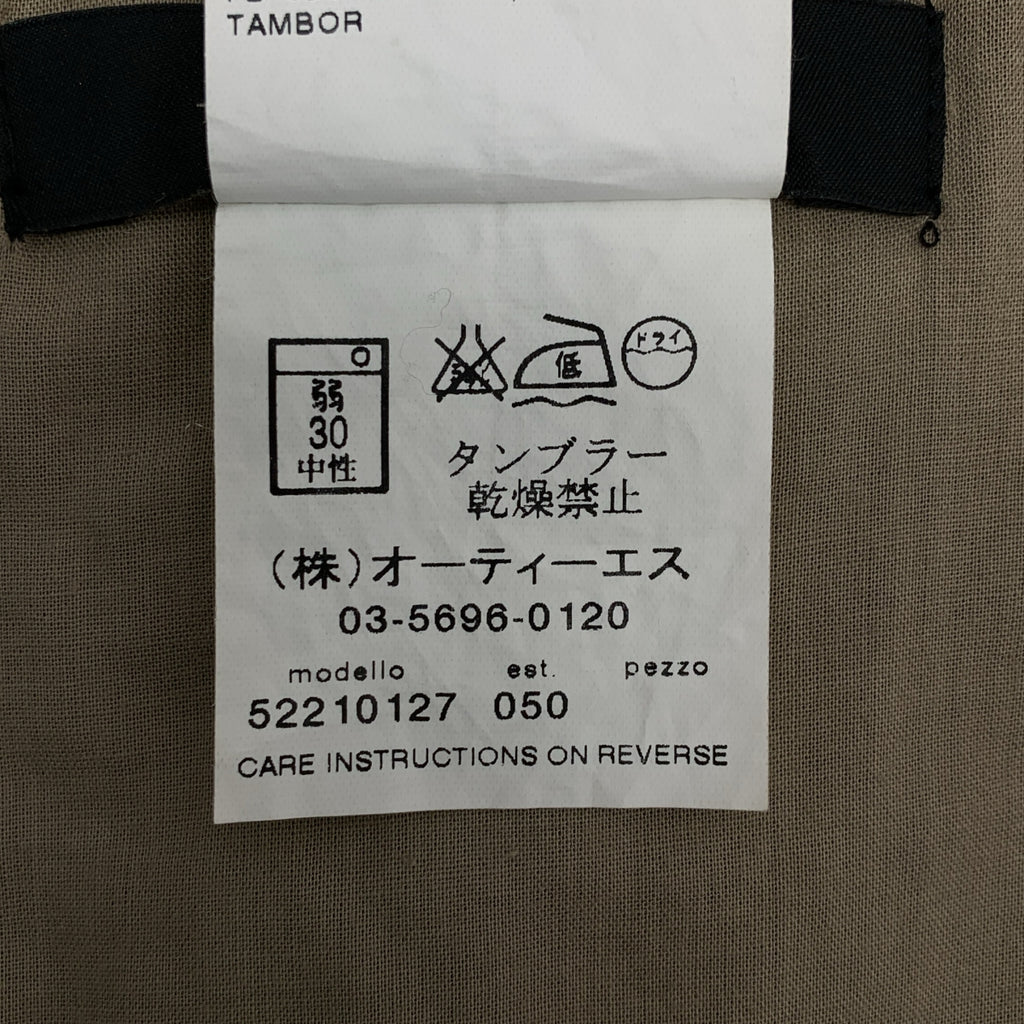 TAMBOR
弱
30
中性
低
ドライ
タンブラー
乾燥禁止
(株)オーティーエス
03-5696-0120
modello est. pezzo
52210127 050
CARE INSTRUCTIONS ON REVERSE